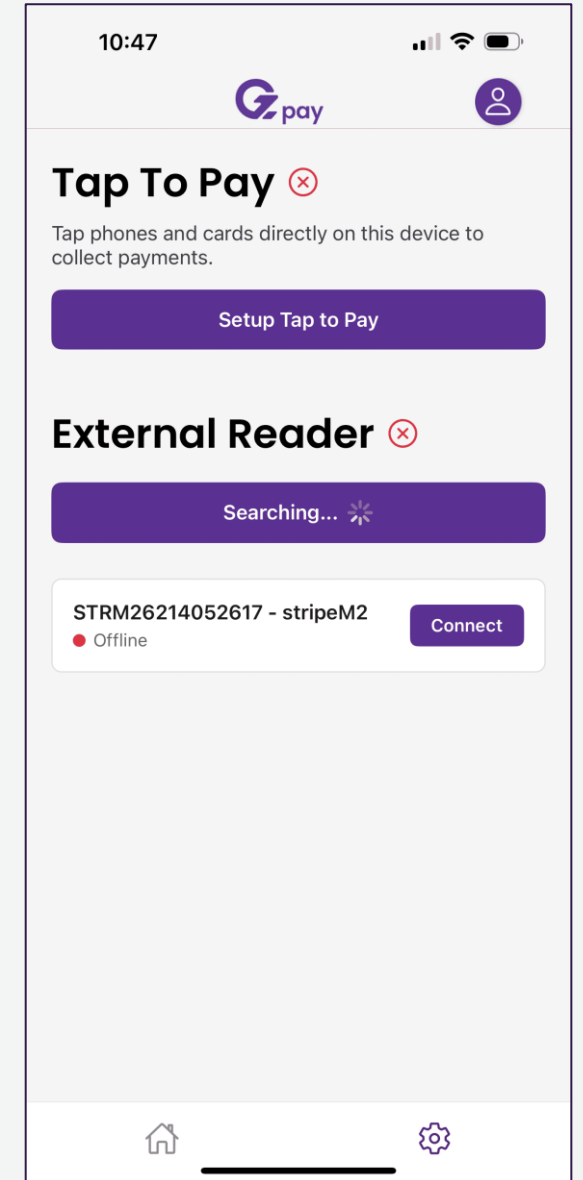 10:47
Gz pay
Tap To Pay
Tap phones and cards directly on this device to
collect payments.
Setup Tap to Pay
External Reader
Searching...
STRM26214052617 - stripeM2
Connect
Offline